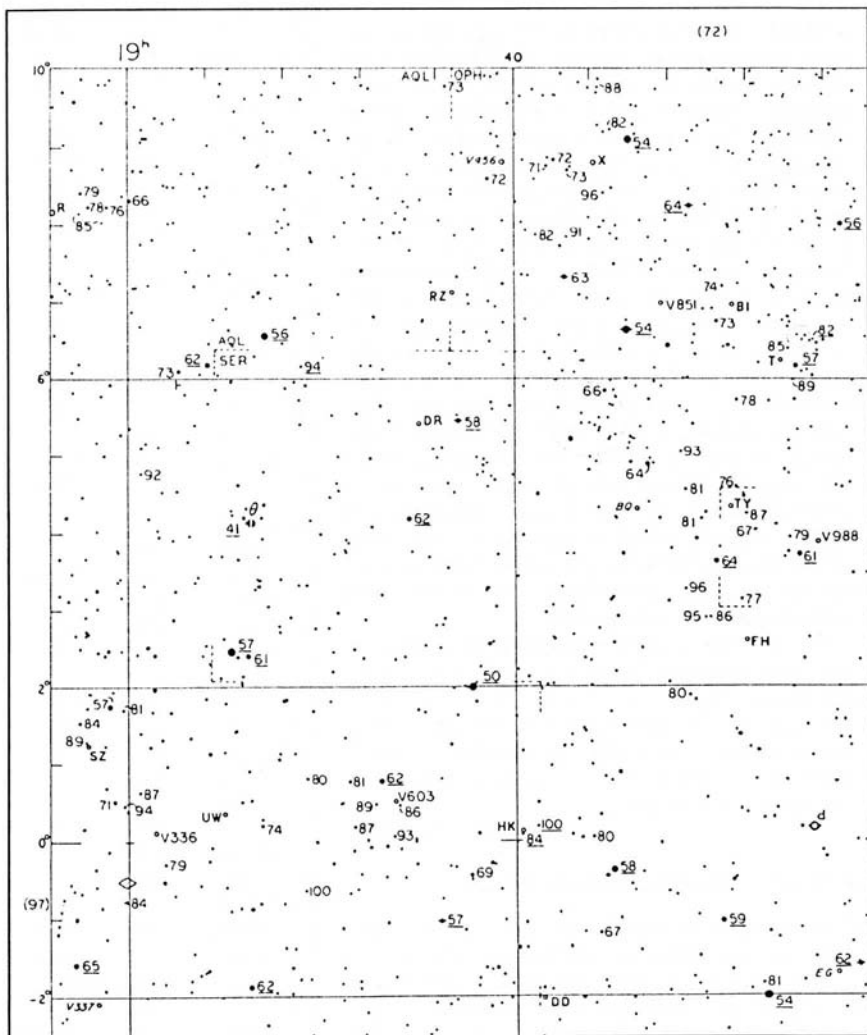 (72)
19h 40
10°
AQL OPH
73 88
82
54
V456 71 72 X
72 73
79 66 96 64
R 78 76
85 56
82 91
63
RZ 74
V851 BI
56 54 73 82
AQL
62 SER 85
94 T 57
73
6°
89
66 78
DR 58
93
92 64
76
81
θ BQ TY
41 62 81 87
67 79 V988
64 61
96
77
95 86
FH
57
61
2° 50
80
57 81
84
89
SZ
80 81 62
87 V603
71 94 89 86 d
UW HK 100
V336 74 87 93 84 80
0°
79 69 58
(97) 84 100
57 67 59
65 62
62 EG
81
-2° V337 DD 54